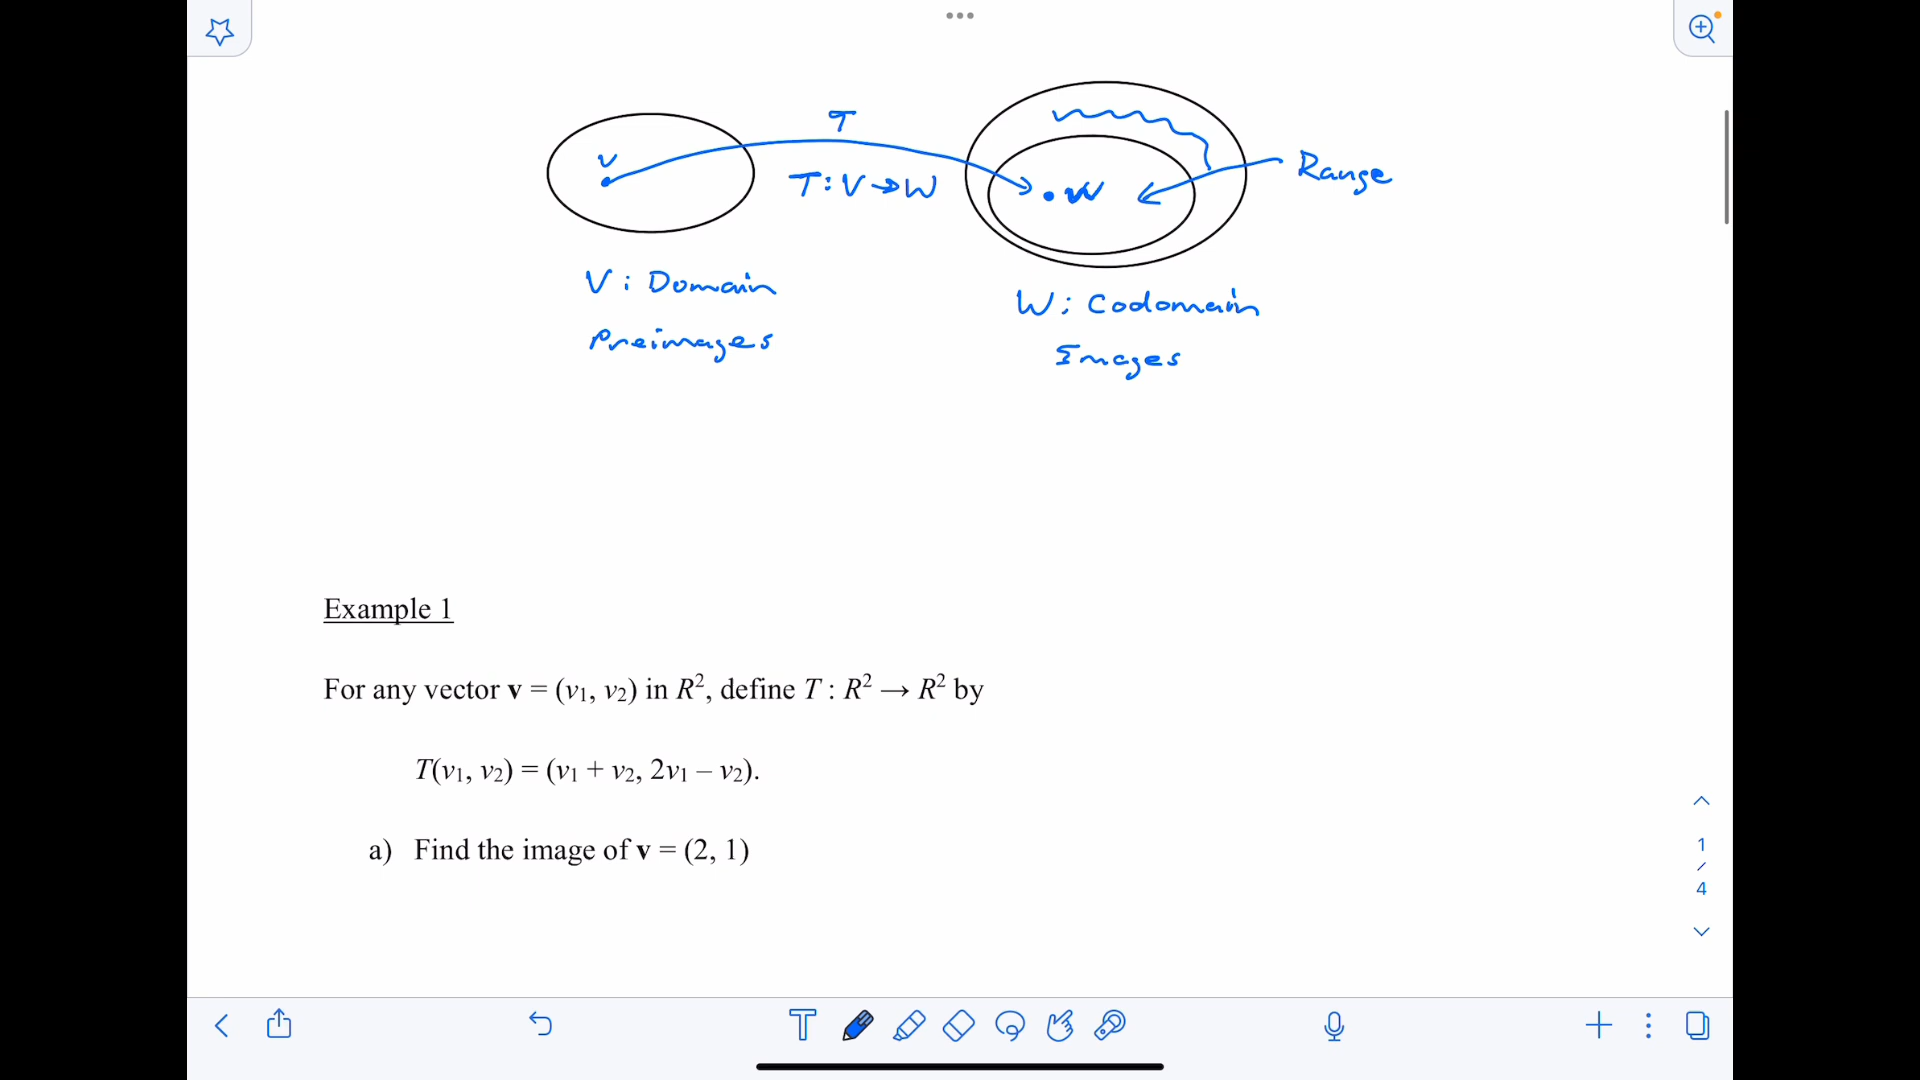 T
v
T:V→W
w
Range
V: Domain
Preimages
W: Codomain
Images
Example 1
For any vector v = (v₁, v₂) in R², define T : R² → R² by
T(v₁, v₂) = (v₁ + v₂, 2v₁ – v₂).
a) Find the image of v = (2, 1)
1
/
4
T